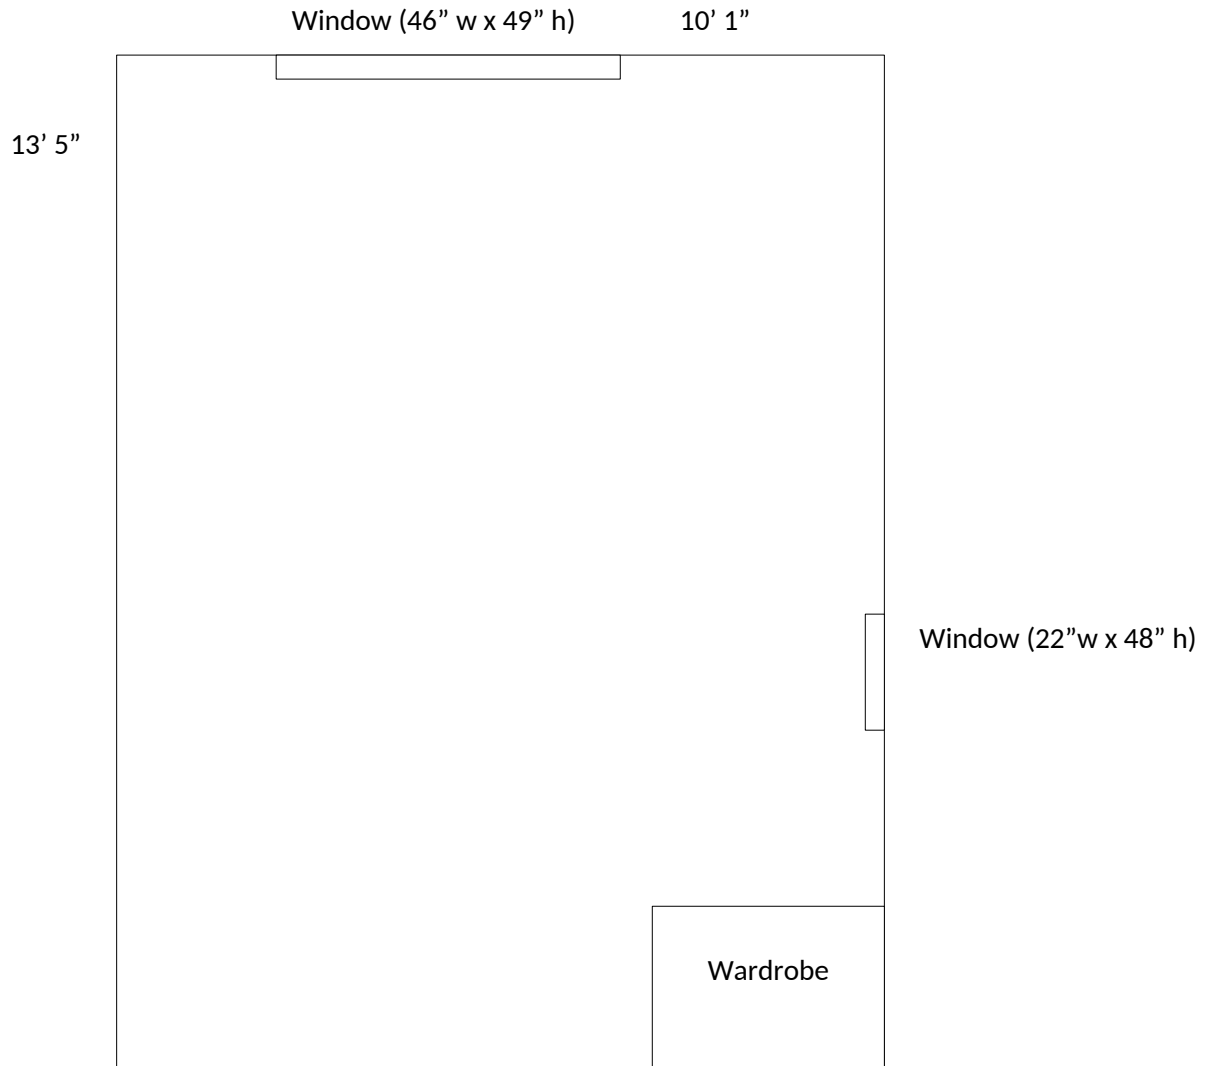 Window (46” w x 49” h)
10’ 1”
13’ 5”
Window (22”w x 48” h)
Wardrobe